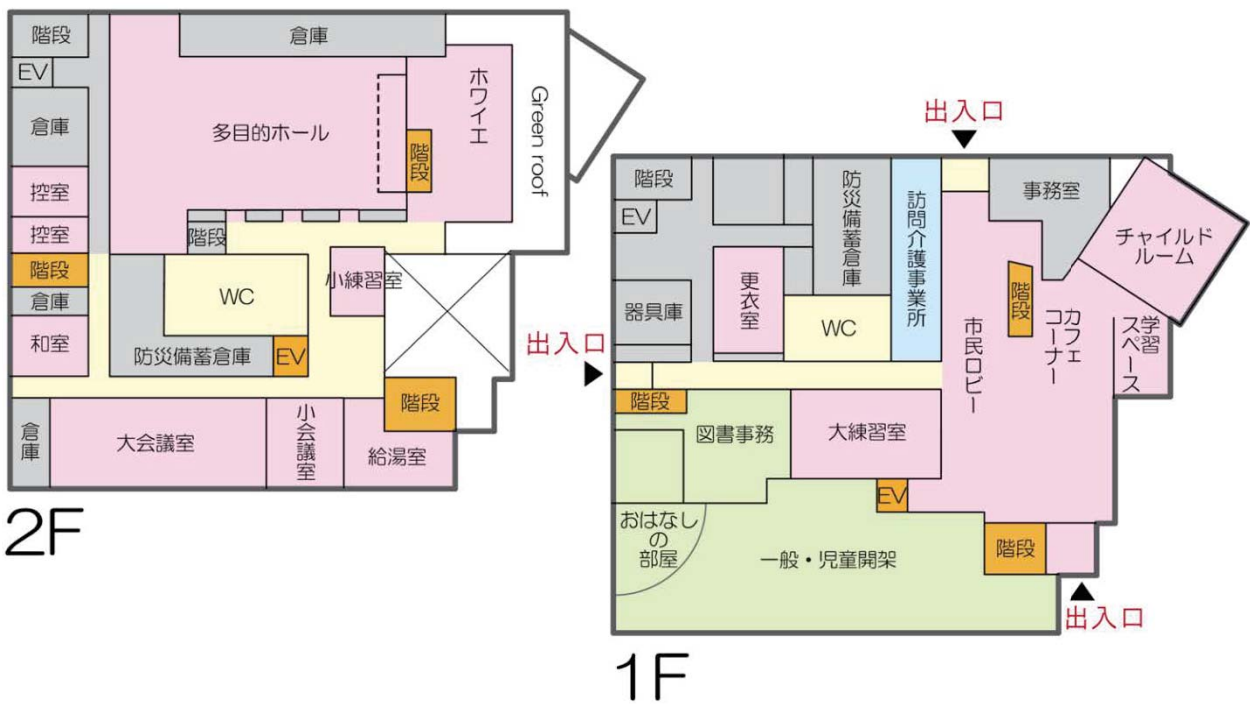 階段
倉庫
EV
ホワイエ
Green roof
倉庫
多目的ホール
階段
控室
控室
階段
階段
小練習室
倉庫
WC
和室
防災備蓄倉庫
EV
階段
倉庫
大会議室
小会議室
給湯室
2F
出入口
階段
防災備蓄倉庫
訪問介護事業所
事務室
EV
チャイルド
ルーム
更衣室
階段
器具庫
WC
市民ロビー
カフェ
コーナー
学習
スペース
出入口
階段
図書事務
大練習室
EV
おはなし
の
部屋
一般・児童開架
階段
出入口
1F